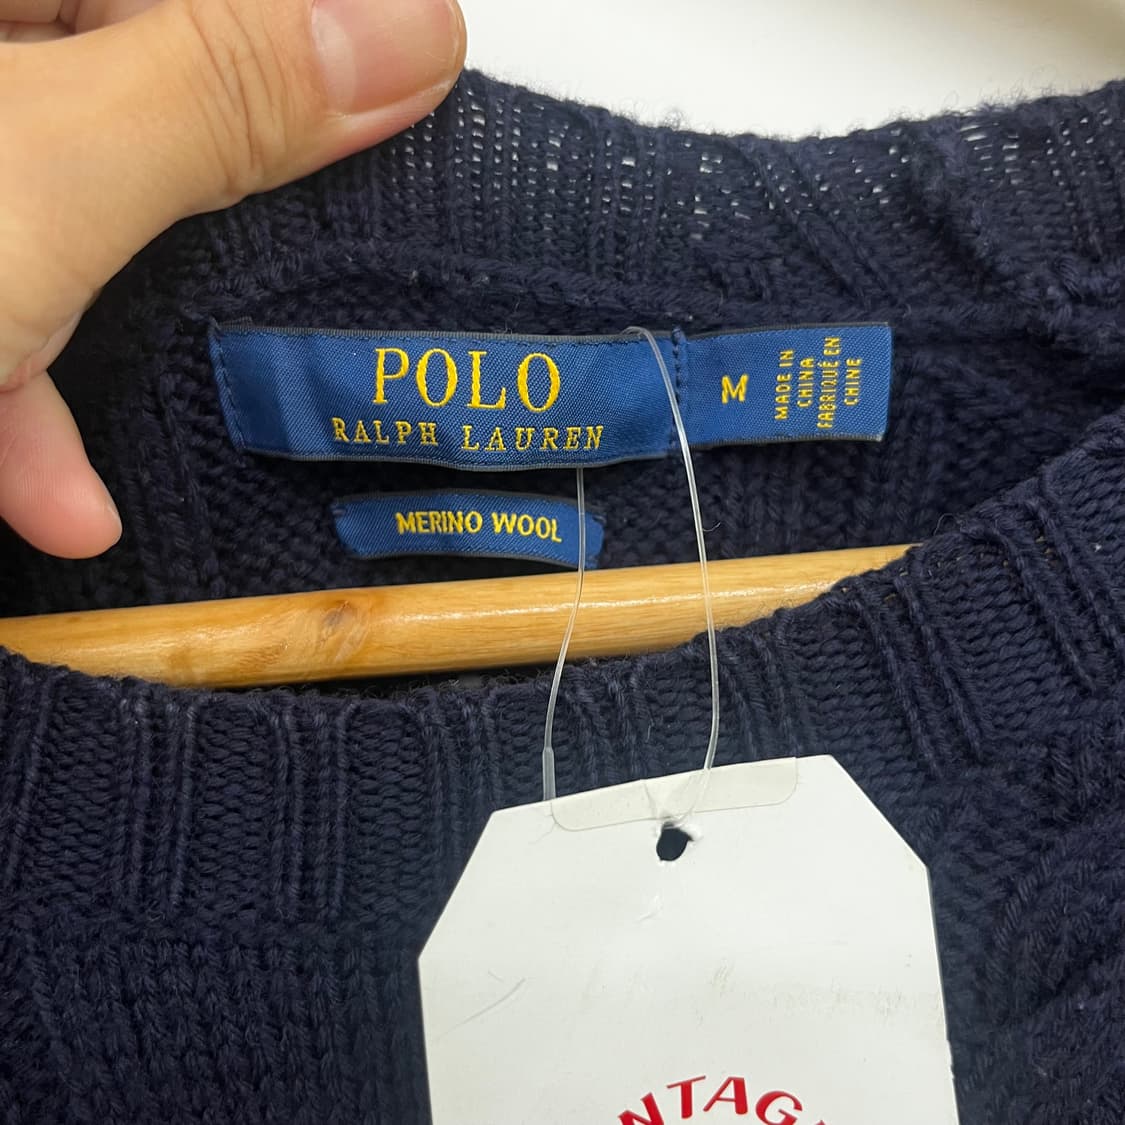 POLO
RALPH LAUREN
M
MADE IN
CHINA
FABRIQUÉ EN
CHINE
MERINO WOOL